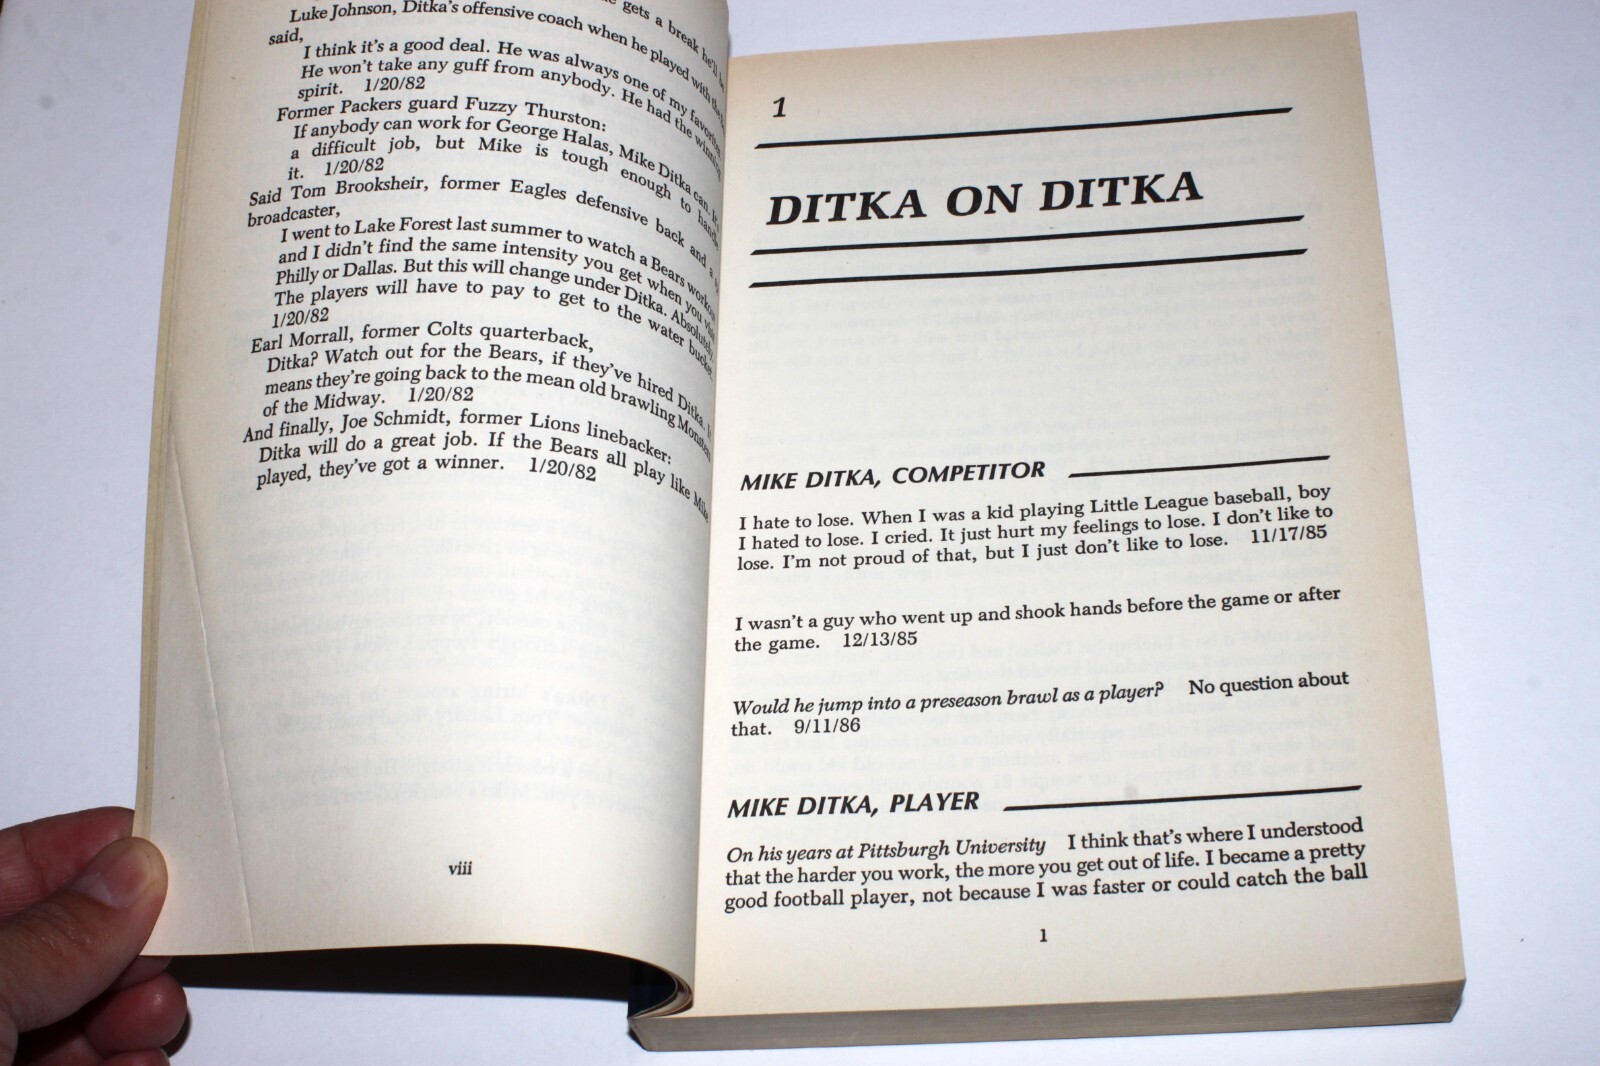 gets a break he'll be
Luke Johnson, Ditka's offensive coach when he played with the
said,
I think it's a good deal. He was always one of my favorites.
He won't take any guff from anybody. He had the winning
spirit. 1/20/82
Former Packers guard Fuzzy Thurston:
If anybody can work for George Halas, Mike Ditka can. It's
a difficult job, but Mike is tough enough to handle
it. 1/20/82
Said Tom Brooksheir, former Eagles defensive back and a
broadcaster,
I went to Lake Forest last summer to watch a Bears workout
and I didn't find the same intensity you get when you visit
Philly or Dallas. But this will change under Ditka. Absolutely.
The players will have to pay to get to the water bucket.
1/20/82
Earl Morrall, former Colts quarterback,
Ditka? Watch out for the Bears, if they've hired Ditka. It
means they're going back to the mean old brawling Monsters
of the Midway. 1/20/82
And finally, Joe Schmidt, former Lions linebacker:
Ditka will do a great job. If the Bears all play like Mike
played, they've got a winner. 1/20/82
viii
1
DITKA ON DITKA
MIKE DITKA, COMPETITOR
I hate to lose. When I was a kid playing Little League baseball, boy
I hated to lose. I cried. It just hurt my feelings to lose. I don't like to
lose. I'm not proud of that, but I just don't like to lose. 11/17/85
I wasn't a guy who went up and shook hands before the game or after
the game. 12/13/85
Would he jump into a preseason brawl as a player? No question about
that. 9/11/86
MIKE DITKA, PLAYER
On his years at Pittsburgh University I think that's where I understood
that the harder you work, the more you get out of life. I became a pretty
good football player, not because I was faster or could catch the ball
1